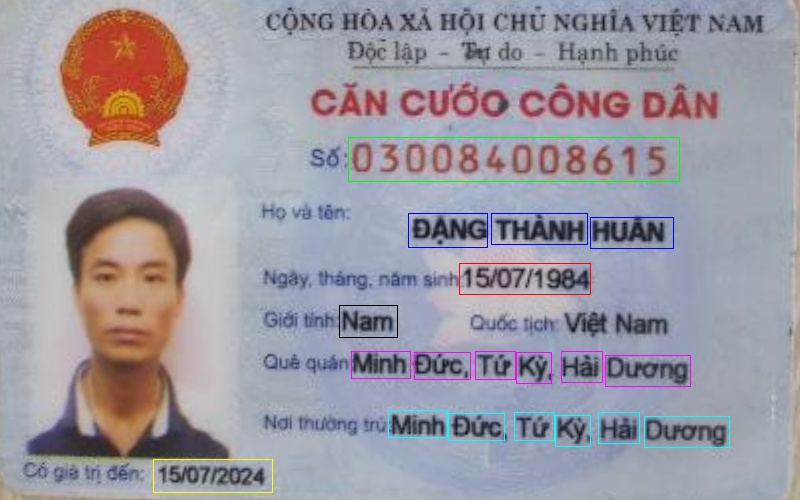 CỘNG HÒA XÃ HỘI CHỦ NGHĨA VIỆT NAM
Độc lập - Tự do - Hạnh phúc
CĂN CƯỚC CÔNG DÂN
Số: 030084008615
Họ và tên:
ĐẶNG THÀNH HUÂN
Ngày, tháng, năm sinh: 15/07/1984
Giới tính: Nam Quốc tịch: Việt Nam
Quê quán: Minh Đức, Tứ Kỳ, Hải Dương
Nơi thường trú: Minh Đức, Tứ Kỳ, Hải Dương
Có giá trị đến: 15/07/2024